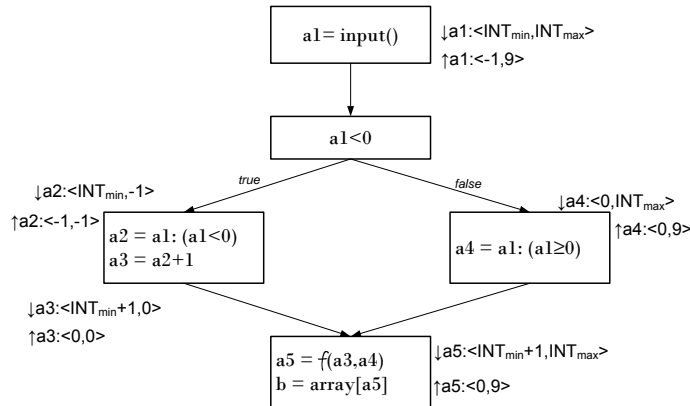 a1= input()
↓a1:<INTmin,INTmax>
↑a1:<-1,9>
a1<0
true
false
↓a2:<INTmin,-1>
↑a2:<-1,-1>
a2 = a1: (a1<0)
a3 = a2+1
↓a4:<0,INTmax>
↑a4:<0,9>
a4 = a1: (a1≥0)
↓a3:<INTmin+1,0>
↑a3:<0,0>
a5 = f(a3,a4)
b = array[a5]
↓a5:<INTmin+1,INTmax>
↑a5:<0,9>